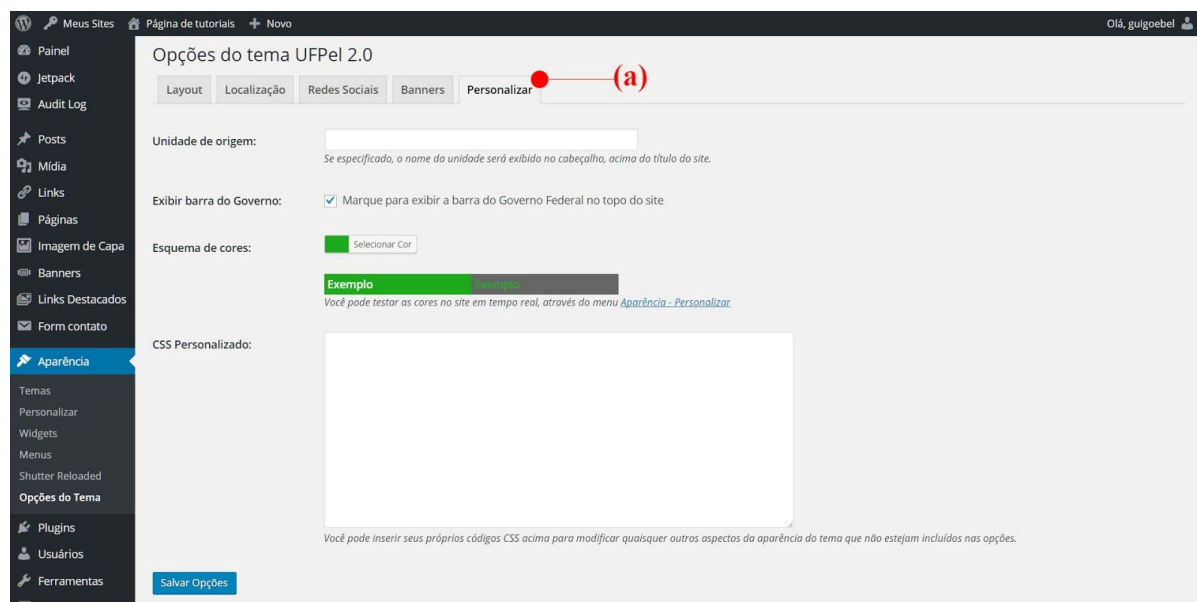 Meus Sites Página de tutoriais + Novo Olá, guigoebel
Painel
Jetpack
Audit Log
Posts
Mídia
Links
Páginas
Imagem de Capa
Banners
Links Destacados
Form contato
Aparência
Temas
Personalizar
Widgets
Menus
Shutter Reloaded
Opções do Tema
Plugins
Usuários
Ferramentas
Opções do tema UFPel 2.0
Layout Localização Redes Sociais Banners Personalizar (a)
Unidade de origem:
Se especificado, o nome da unidade será exibido no cabeçalho, acima do título do site.
Exibir barra do Governo: Marque para exibir a barra do Governo Federal no topo do site
Esquema de cores: Selecionar Cor
Exemplo Exemplo
Você pode testar as cores no site em tempo real, através do menu Aparência - Personalizar
CSS Personalizado:
Você pode inserir seus próprios códigos CSS acima para modificar quaisquer outros aspectos da aparência do tema que não estejam incluídos nas opções.
Salvar Opções